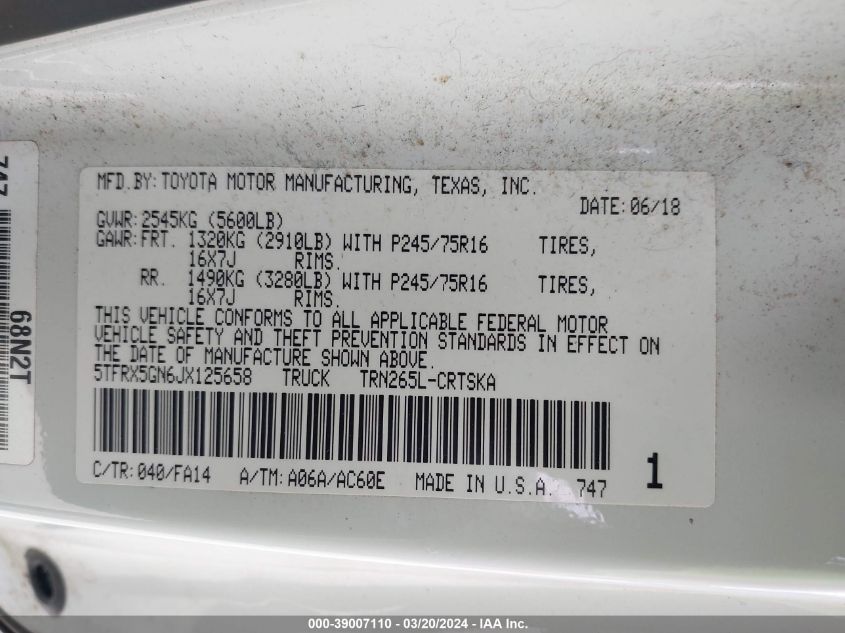 MFD.BY: TOYOTA MOTOR MANUFACTURING, TEXAS, INC.
DATE: 06/18
GVWR: 2545KG (5600LB)
GAWR: FRT. 1320KG (2910LB) WITH P245/75R16 TIRES,
16X7J RIMS.
RR. 1490KG (3280LB) WITH P245/75R16 TIRES,
16X7J RIMS.
THIS VEHICLE CONFORMS TO ALL APPLICABLE FEDERAL MOTOR
VEHICLE SAFETY AND THEFT PREVENTION STANDARDS IN EFFECT ON
THE DATE OF MANUFACTURE SHOWN ABOVE.
5TFRX5GN6JX125658 TRUCK TRN265L-CRTSKA
C/TR: 040/FA14 A/TM: A06A/AC60E MADE IN U.S.A. 747
1
747
68N2T
000-39007110 - 03/20/2024 - IAA Inc.